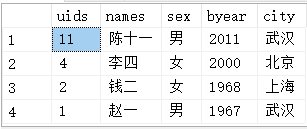 uids names sex byear city
1 11 陈十一 男 2011 武汉
2 4 李四 女 2000 北京
3 2 钱二 女 1968 上海
4 1 赵一 男 1967 武汉